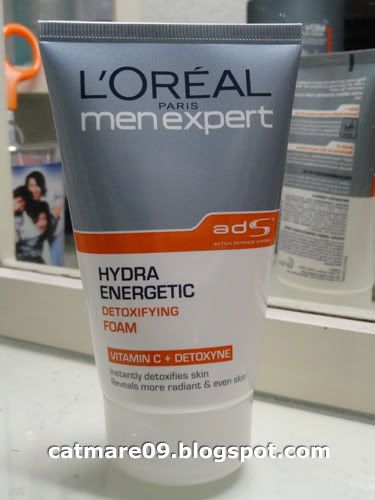 L'ORÉAL
PARIS
men expert
adS
ACTIVE DEFENSE SYSTEM
HYDRA
ENERGETIC
DETOXIFYING
FOAM
VITAMIN C + DETOXYNE
Instantly detoxifies skin
Reveals more radiant & even skin
catmare09.blogspot.com